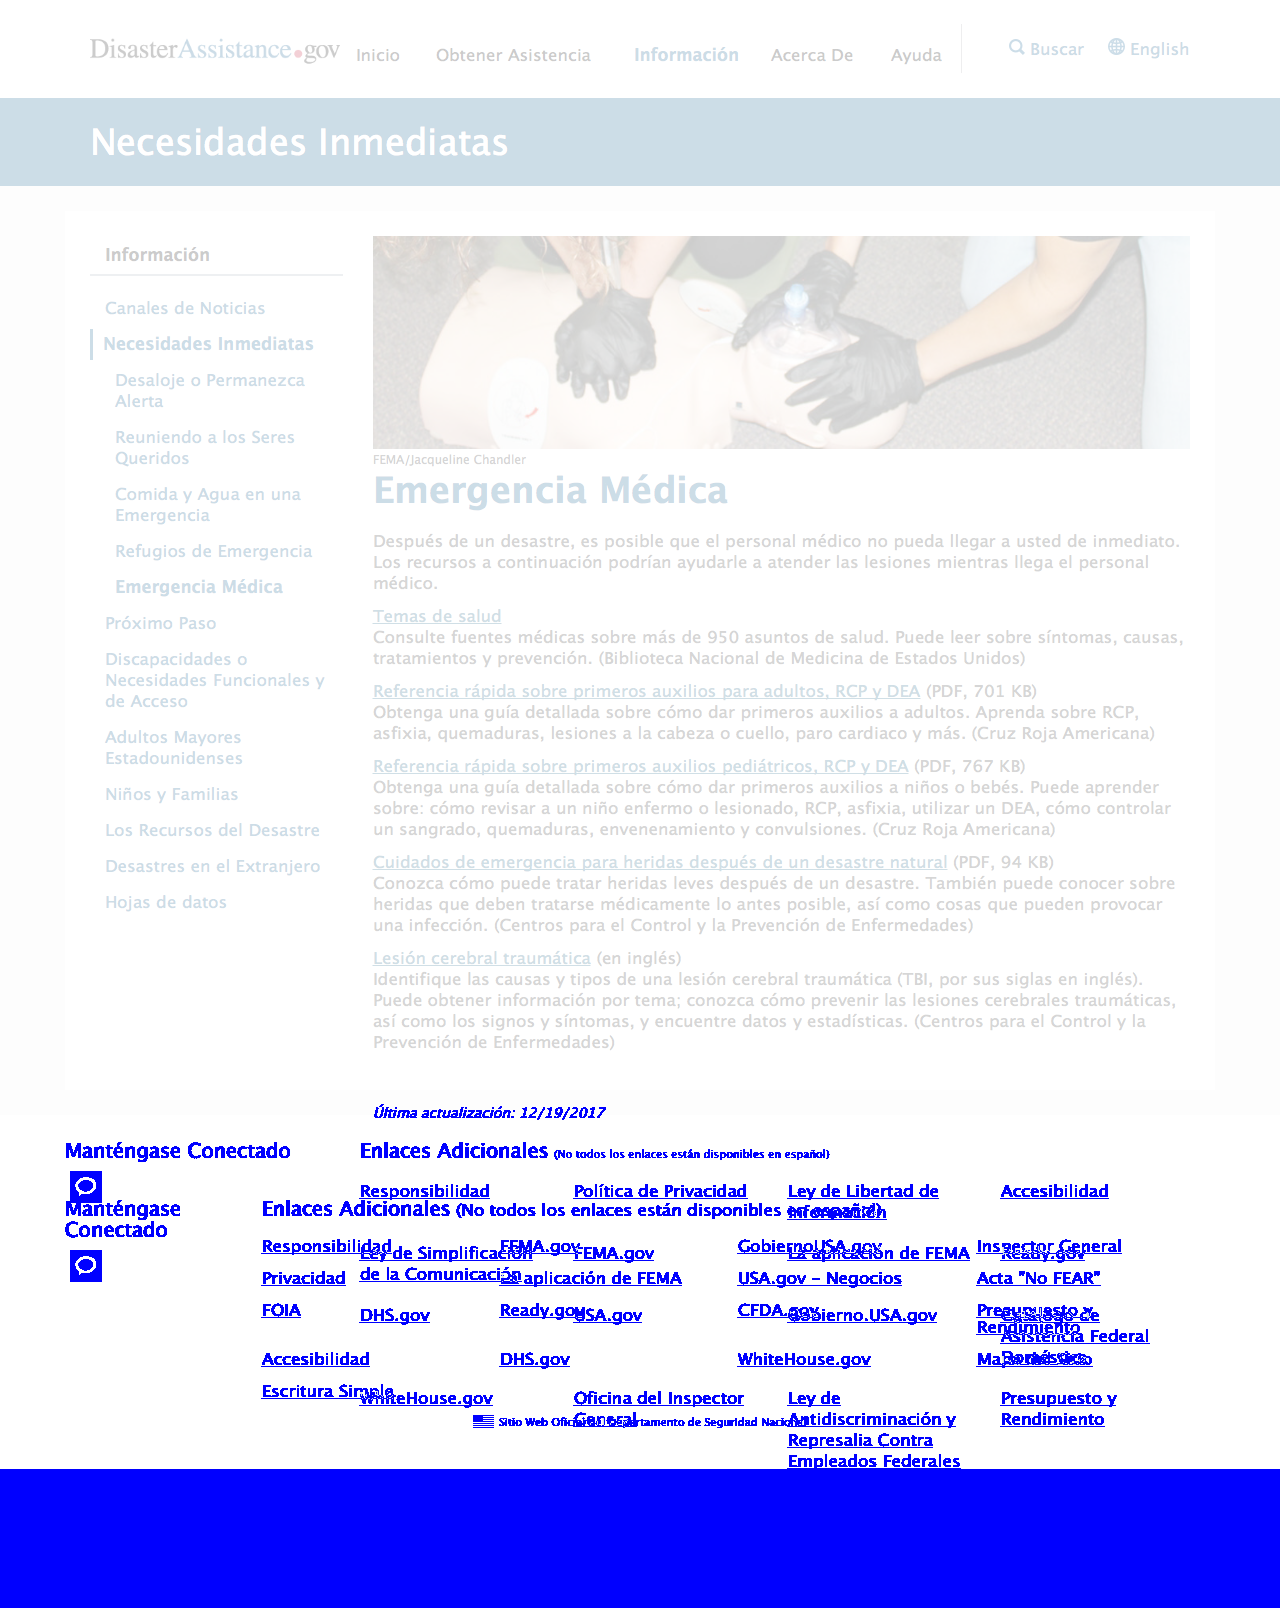 DisasterAssistance.gov Inicio Obtener Asistencia Información Acerca De Ayuda Buscar English
Necesidades Inmediatas
Información
Canales de Noticias
Necesidades Inmediatas
Desaloje o Permanezca
Alerta
Reuniendo a los Seres
Queridos
Comida y Agua en una
Emergencia
Refugios de Emergencia
Emergencia Médica
Próximo Paso
Discapacidades o
Necesidades Funcionales y
de Acceso
Adultos Mayores
Estadounidenses
Niños y Familias
Los Recursos del Desastre
Desastres en el Extranjero
Hojas de datos
FEMA/Jacqueline Chandler
Emergencia Médica
Después de un desastre, es posible que el personal médico no pueda llegar a usted de inmediato.
Los recursos a continuación podrían ayudarle a atender las lesiones mientras llega el personal
médico.
Temas de salud
Consulte fuentes médicas sobre más de 950 asuntos de salud. Puede leer sobre síntomas, causas,
tratamientos y prevención. (Biblioteca Nacional de Medicina de Estados Unidos)
Referencia rápida sobre primeros auxilios para adultos, RCP y DEA (PDF, 701 KB)
Obtenga una guía detallada sobre cómo dar primeros auxilios a adultos. Aprenda sobre RCP,
asfixia, quemaduras, lesiones a la cabeza o cuello, paro cardiaco y más. (Cruz Roja Americana)
Referencia rápida sobre primeros auxilios pediátricos, RCP y DEA (PDF, 767 KB)
Obtenga una guía detallada sobre cómo dar primeros auxilios a niños o bebés. Puede aprender
sobre: cómo revisar a un niño enfermo o lesionado, RCP, asfixia, utilizar un DEA, cómo controlar
un sangrado, quemaduras, envenenamiento y convulsiones. (Cruz Roja Americana)
Cuidados de emergencia para heridas después de un desastre natural (PDF, 94 KB)
Conozca cómo puede tratar heridas leves después de un desastre. También puede conocer sobre
heridas que deben tratarse médicamente lo antes posible, así como cosas que pueden provocar
una infección. (Centros para el Control y la Prevención de Enfermedades)
Lesión cerebral traumática (en inglés)
Identifique las causas y tipos de una lesión cerebral traumática (TBI, por sus siglas en inglés).
Puede obtener información por tema; conozca cómo prevenir las lesiones cerebrales traumáticas,
así como los signos y síntomas, y encuentre datos y estadísticas. (Centros para el Control y la
Prevención de Enfermedades)
Última actualización: 12/19/2017
Manténgase Conectado
Enlaces Adicionales (No todos los enlaces están disponibles en español)
Responsibilidad Política de Privacidad Ley de Libertad de Accesibilidad
Información
Manténgase
Conectado
Enlaces Adicionales (No todos los enlaces están disponibles en español)
Responsibilidad FEMA.gov GobiernoUSA.gov Inspector General
Ley de Simplificación FEMA.gov La aplicación de FEMA Ready.gov
de la Comunicación
Privacidad La aplicación de FEMA USA.gov - Negocios Acta "No FEAR"
FOIA Ready.gov CFDA.gov Presupuesto y
Rendimiento
DHS.gov USA.gov Gobierno.USA.gov Catálogo de
Asistencia Federal
Doméstica
Accesibilidad DHS.gov WhiteHouse.gov Mapa del Sitio
Escritura Simple
WhiteHouse.gov Oficina del Inspector Ley de Presupuesto y
General Antidiscriminación y Rendimiento
Represalia Contra
Empleados Federales
Sitio Web Oficial del Departamento de Seguridad Nacional